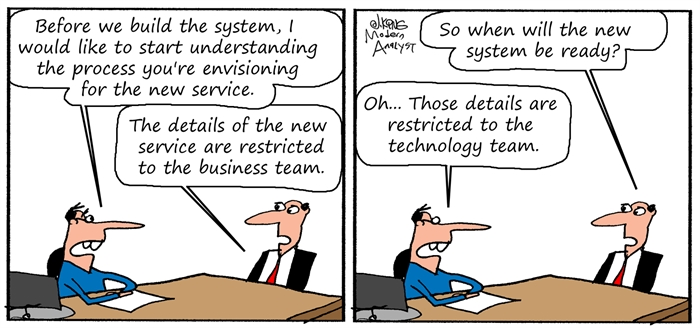 Before we build the system, I
would like to start understanding
the process you're envisioning
for the new service.
The details of the new
service are restricted
to the business team.
Modern
Analyst
So when will the new
system be ready?
Oh... Those details are
restricted to the
technology team.